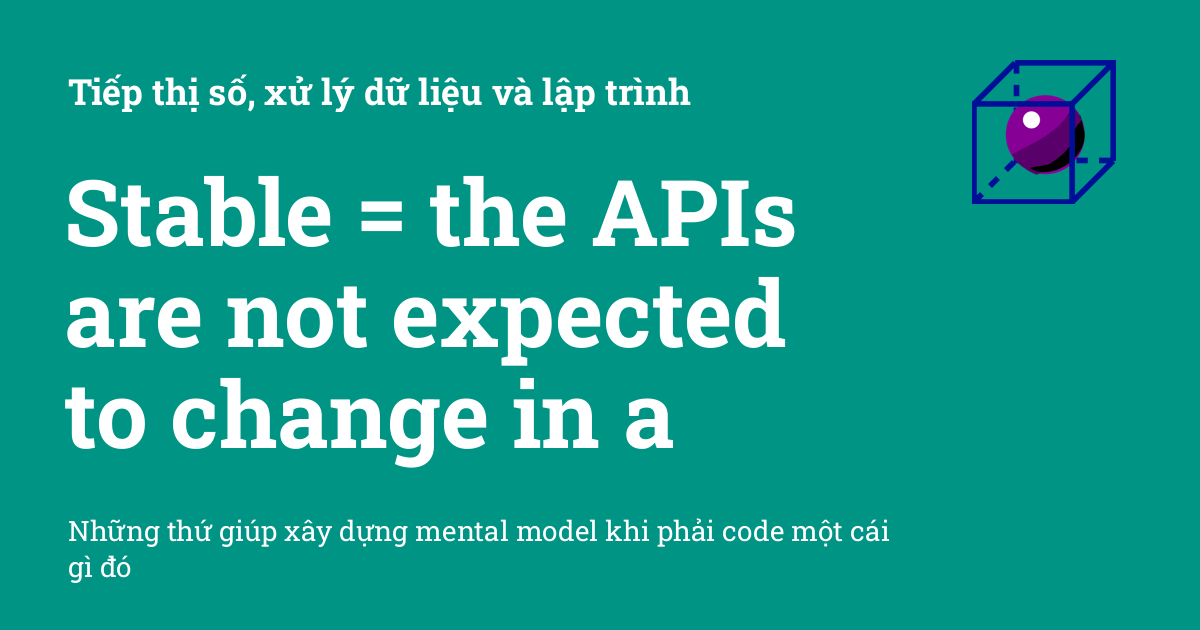 Tiếp thị số, xử lý dữ liệu và lập trình
Stable = the APIs
are not expected
to change in a
Những thứ giúp xây dựng mental model khi phải code một cái
gì đó